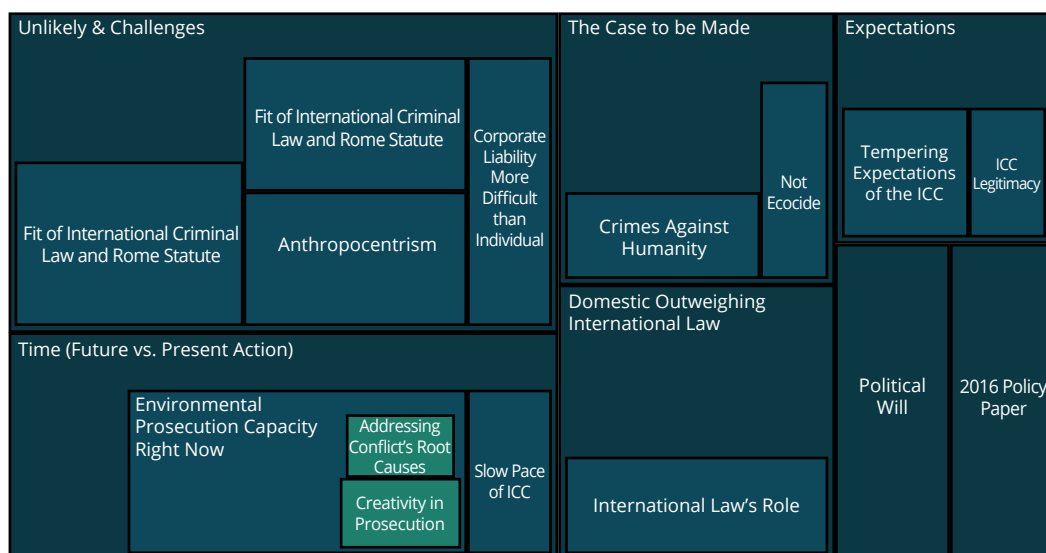 Unlikely & Challenges
Fit of International Criminal
Law and Rome Statute
Fit of International Criminal
Law and Rome Statute
Anthropocentrism
Corporate
Liability
More
Difficult
than
Individual
The Case to be Made
Crimes Against
Humanity
Not
Ecocide
Expectations
Tempering
Expectations
of the ICC
ICC
Legitimacy
Time (Future vs. Present Action)
Environmental
Prosecution Capacity
Right Now
Addressing
Conflict's Root
Causes
Creativity in
Prosecution
Slow Pace
of ICC
Domestic Outweighing
International Law
International Law's Role
Political
Will
2016 Policy
Paper